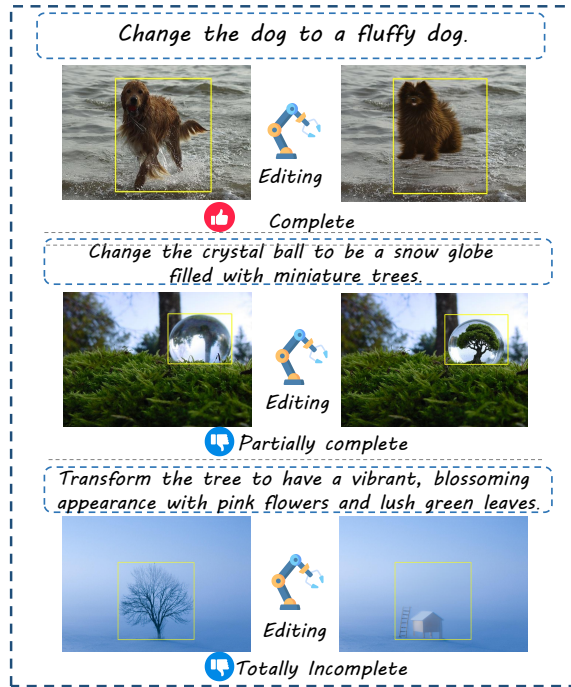 Change the dog to a fluffy dog.
Editing
Complete
Change the crystal ball to be a snow globe
filled with miniature trees.
Editing
Partially complete
Transform the tree to have a vibrant, blossoming
appearance with pink flowers and lush green leaves.
Editing
Totally Incomplete